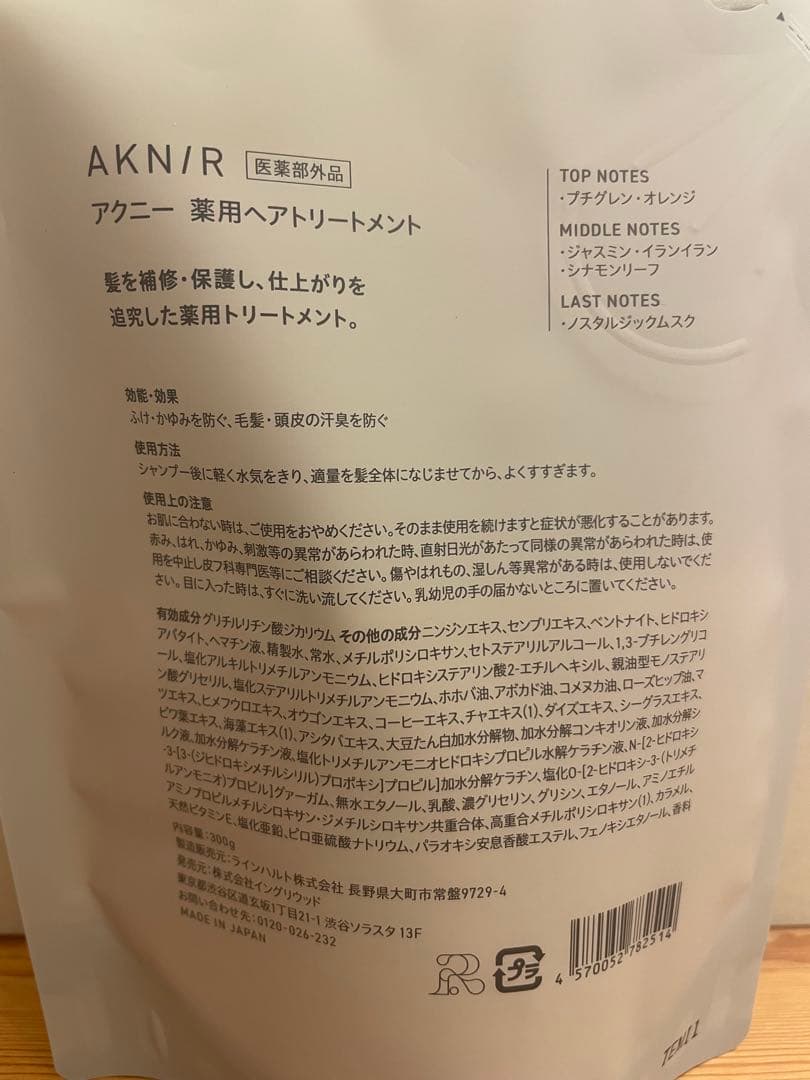 AKNIR 医薬部外品
アクニー 薬用ヘアトリートメント
髪を補修・保護し、仕上がりを
追究した薬用トリートメント。
TOP NOTES
・プチグレン・オレンジ
MIDDLE NOTES
・ジャスミン・イランイラン
・シナモンリーフ
LAST NOTES
・ノスタルジックムスク
効能・効果
ふけ・かゆみを防ぐ、毛髪・頭皮の汗臭を防ぐ
使用方法
シャンプー後に軽く水気をきり、適量を髪全体になじませてから、よくすすぎます。
使用上の注意
お肌に合わない時は、ご使用をおやめください。そのまま使用を続けますと症状が悪化することがあります。
赤み、はれ、かゆみ、刺激等の異常があらわれた時、直射日光があたって同様の異常があらわれた時は、使
用を中止し皮フ科専門医等にご相談ください。傷やはれもの、湿しん等異常がある時は、使用しないでくだ
さい。目に入った時は、すぐに洗い流してください。乳幼児の手の届かないところに置いてください。
有効成分 グリチルリチン酸ジカリウム その他の成分 ニンジンエキス、センブリエキス、ベントナイト、ヒドロキシ
アパタイト、ヘマチン液、精製水、常水、メチルポリシロキサン、セトステアリルアルコール、1,3-ブチレングリコ
ール、塩化アルキルトリメチルアンモニウム、ヒドロキシステアリン酸2-エチルヘキシル、親油型モノステアリ
ン酸グリセリル、塩化ステアリルトリメチルアンモニウム、ホホバ油、アボカド油、コメヌカ油、ローズヒップ油、マ
ツエキス、ヒメフウロエキス、オウゴンエキス、コーヒーエキス、チャエキス(1)、ダイズエキス、シーグラスエキス、
ビワ葉エキス、海藻エキス(1)、アシタバエキス、大豆たん白加水分解物、加水分解コンキオリン液、加水分解シ
ルク液、加水分解ケラチン液、塩化トリメチルアンモニオヒドロキシプロピル加水分解ケラチン液、N-[2-ヒドロキシ
-3-[3-(ジヒドロキシメチルシリル)プロポキシ]プロピル]加水分解ケラチン、塩化O-[2-ヒドロキシ-3-(トリメチ
ルアンモニオ)プロピル]グァーガム、無水エタノール、乳酸、濃グリセリン、グリシン、エタノール、アミノエチル
アミノプロピルメチルシロキサン・ジメチルシロキサン共重合体、高重合メチルポリシロキサン(1)、カラメル、
天然ビタミンE、塩化亜鉛、ピロ亜硫酸ナトリウム、パラオキシ安息香酸エステル、フェノキシエタノール、香料
内容量:300g
製造販売元:ラインハルト株式会社 長野県大町市常盤9729-4
発売元:株式会社イングリウッド
東京都渋谷区道玄坂1丁目21-1 渋谷ソラスタ 13F
お問い合わせ先:0120-026-232
MADE IN JAPAN
プラ
4 570052 782514